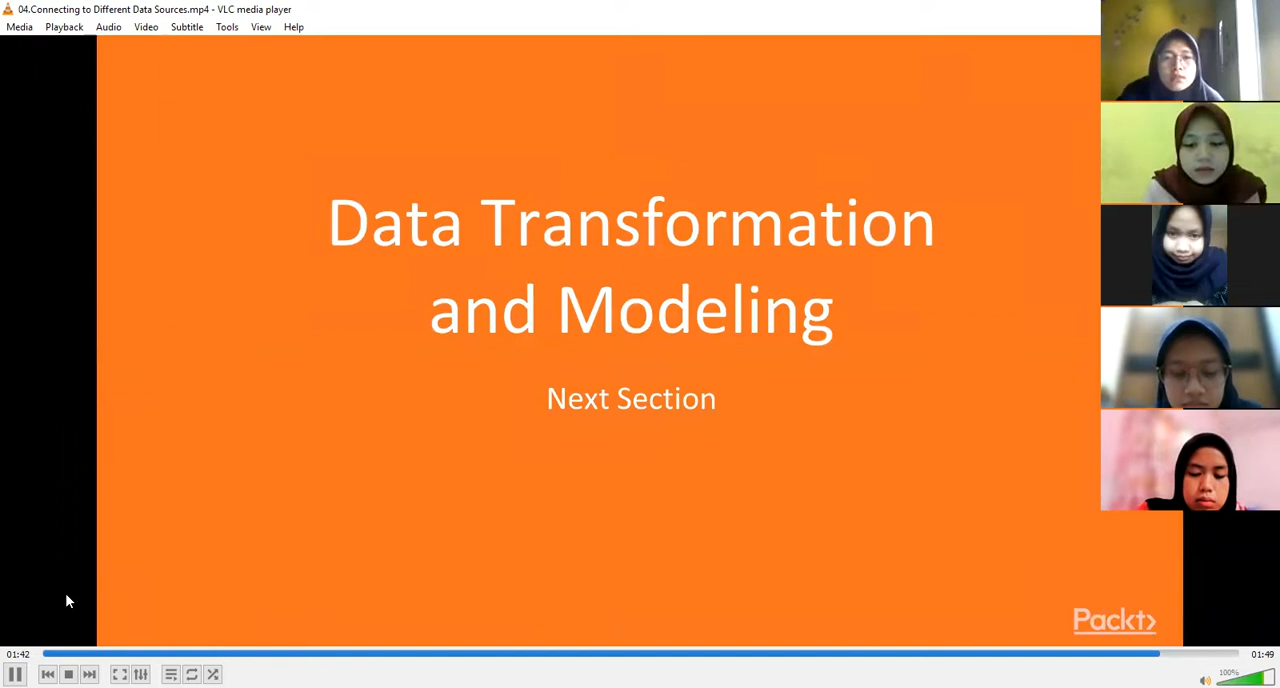 04.Connecting to Different Data Sources.mp4 - VLC media player
Media Playback Audio Video Subtitle Tools View Help
Data Transformation
and Modeling
Next Section
Packt>
01:42
01:49
100%